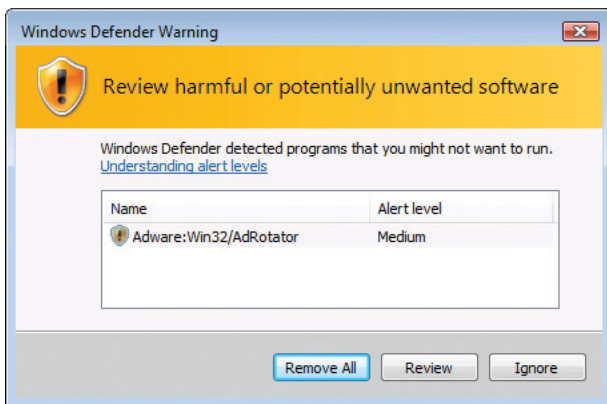 Windows Defender Warning
Review harmful or potentially unwanted software
Windows Defender detected programs that you might not want to run.
Understanding alert levels
Name Alert level
Adware:Win32/AdRotator Medium
Remove All Review Ignore